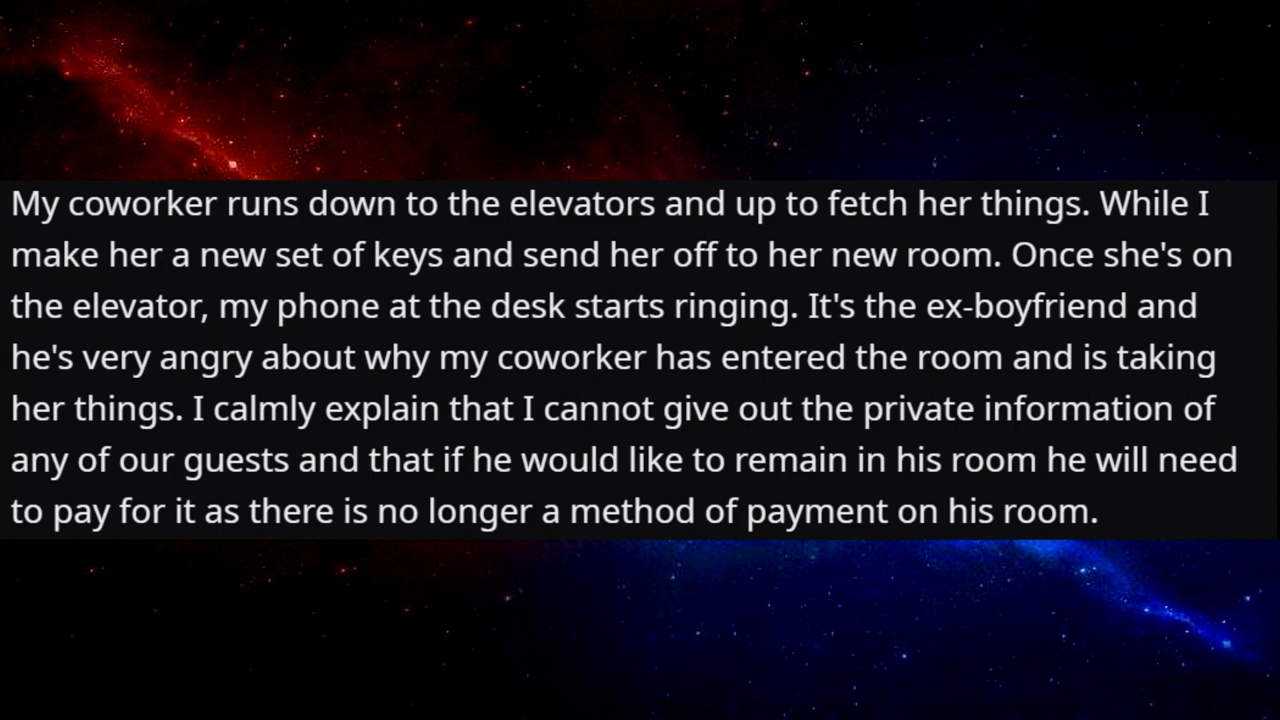 My coworker runs down to the elevators and up to fetch her things. While I
make her a new set of keys and send her off to her new room. Once she's on
the elevator, my phone at the desk starts ringing. It's the ex-boyfriend and
he's very angry about why my coworker has entered the room and is taking
her things. I calmly explain that I cannot give out the private information of
any of our guests and that if he would like to remain in his room he will need
to pay for it as there is no longer a method of payment on his room.